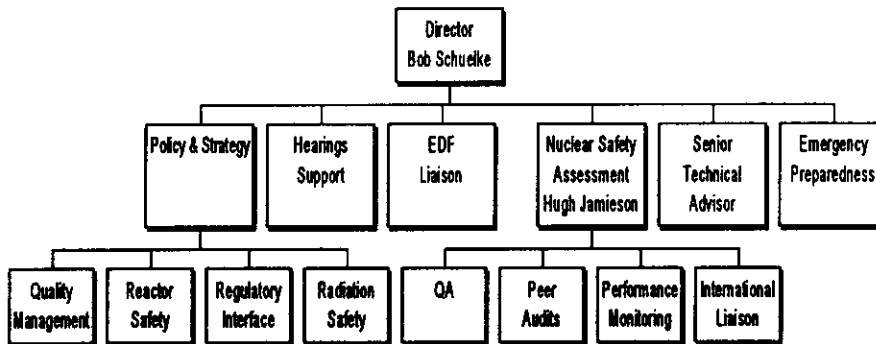 Director
Bob Schuelke
Policy & Strategy
Hearings
Support
EDF
Liaison
Nuclear Safety
Assessment
Hugh Jamieson
Senior
Technical
Advisor
Emergency
Preparedness
Quality
Management
Reactor
Safety
Regulatory
Interface
Radiation
Safety
QA
Peer
Audits
Performance
Monitoring
International
Liaison